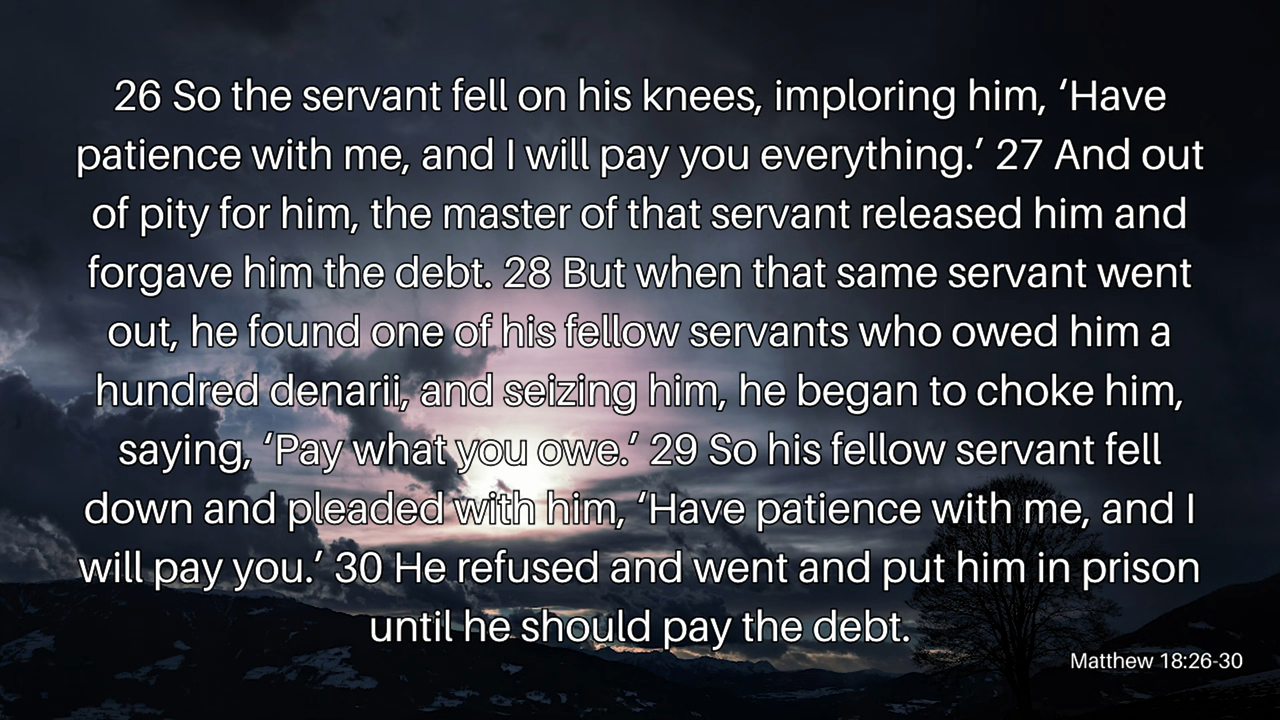 26 So the servant fell on his knees, imploring him, ‘Have
patience with me, and I will pay you everything.’ 27 And out
of pity for him, the master of that servant released him and
forgave him the debt. 28 But when that same servant went
out, he found one of his fellow servants who owed him a
hundred denarii, and seizing him, he began to choke him,
saying, ‘Pay what you owe.’ 29 So his fellow servant fell
down and pleaded with him, ‘Have patience with me, and I
will pay you.’ 30 He refused and went and put him in prison
until he should pay the debt.
Matthew 18:26-30